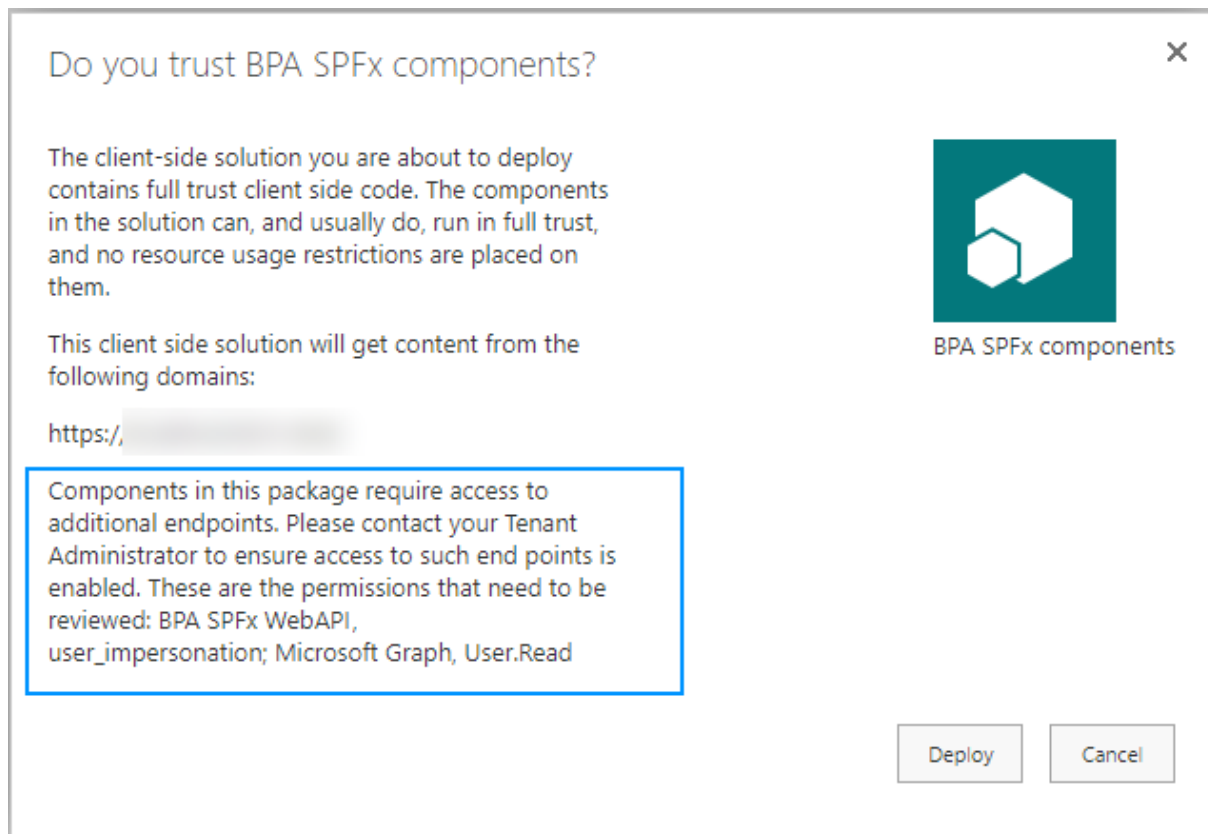 Do you trust BPA SPFx components?
The client-side solution you are about to deploy
contains full trust client side code. The components
in the solution can, and usually do, run in full trust,
and no resource usage restrictions are placed on
them.
This client side solution will get content from the
following domains:
https:/
Components in this package require access to
additional endpoints. Please contact your Tenant
Administrator to ensure access to such end points is
enabled. These are the permissions that need to be
reviewed: BPA SPFx WebAPI,
user_impersonation; Microsoft Graph, User.Read
BPA SPFx components
Deploy
Cancel